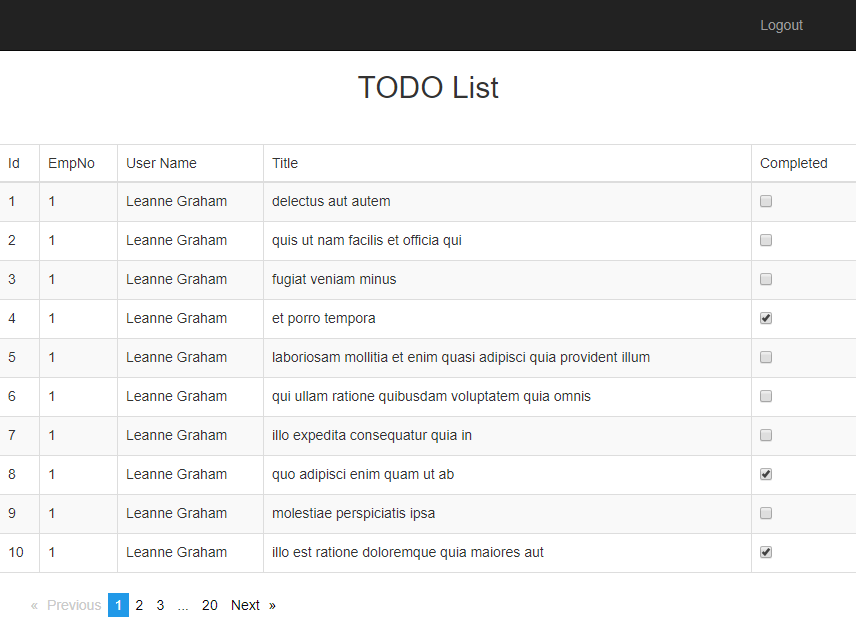 Logout
TODO List
Id EmpNo User Name Title Completed
1 1 Leanne Graham delectus aut autem
2 1 Leanne Graham quis ut nam facilis et officia qui
3 1 Leanne Graham fugiat veniam minus
4 1 Leanne Graham et porro tempora
5 1 Leanne Graham laboriosam mollitia et enim quasi adipisci quia provident illum
6 1 Leanne Graham qui ullam ratione quibusdam voluptatem quia omnis
7 1 Leanne Graham illo expedita consequatur quia in
8 1 Leanne Graham quo adipisci enim quam ut ab
9 1 Leanne Graham molestiae perspiciatis ipsa
10 1 Leanne Graham illo est ratione doloremque quia maiores aut
« Previous 1 2 3 ... 20 Next »